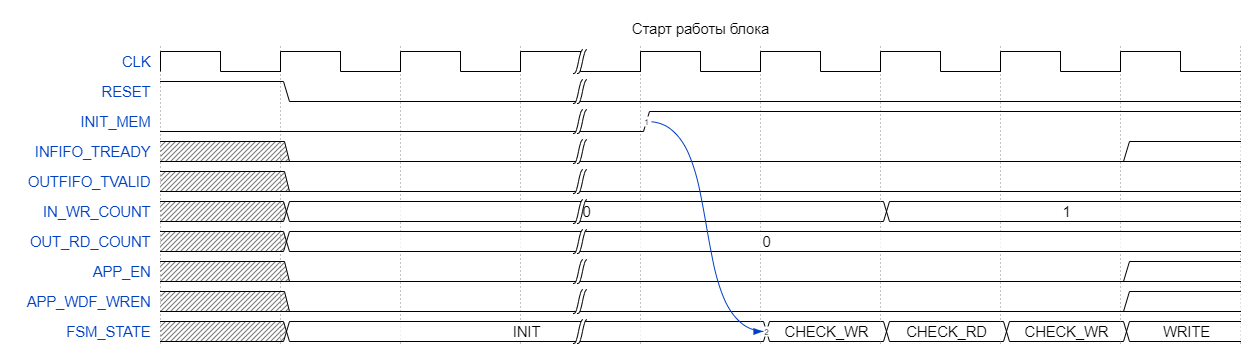 Старт работы блока
CLK
RESET
INIT_MEM 1
INFIFO_TREADY
OUTFIFO_TVALID
IN_WR_COUNT 0 1
OUT_RD_COUNT 0
APP_EN
APP_WDF_WREN
FSM_STATE INIT 2 CHECK_WR CHECK_RD CHECK_WR WRITE